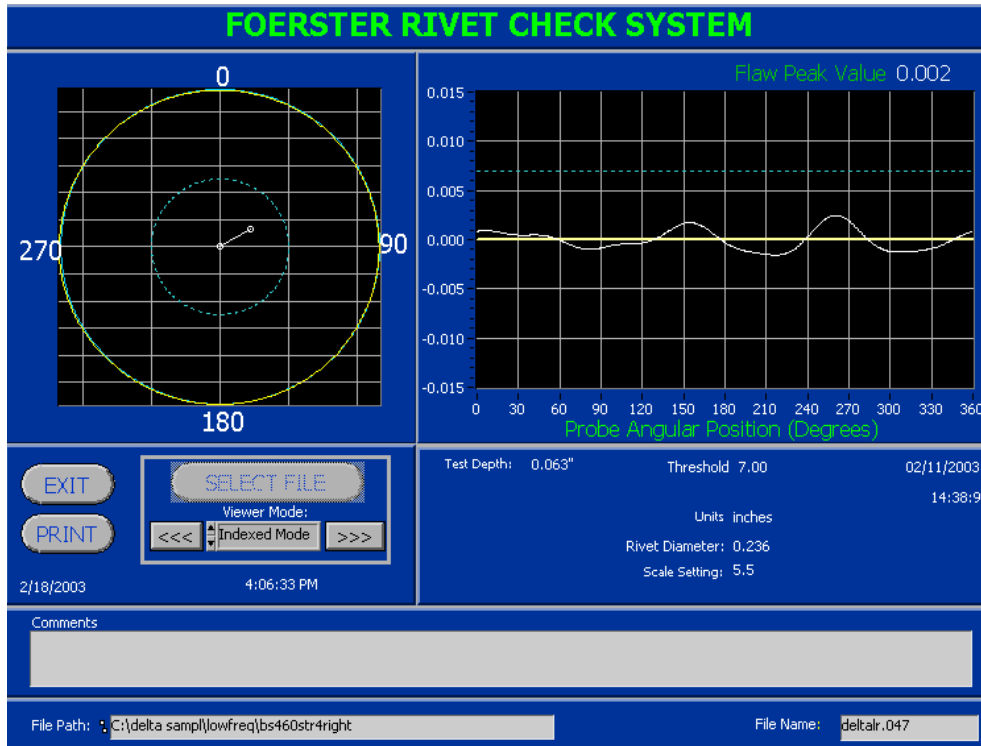 FOERSTER RIVET CHECK SYSTEM
0
270
90
180
Flaw Peak Value 0.002
0.015
0.010
0.005
0.000
-0.005
-0.010
-0.015
0 30 60 90 120 150 180 210 240 270 300 330 360
Probe Angular Position (Degrees)
EXIT
SELECT FILE
Viewer Mode:
PRINT
<<< Indexed Mode >>>
2/18/2003 4:06:33 PM
Test Depth: 0.063" Threshold 7.00 02/11/2003
14:38:9
Units inches
Rivet Diameter: 0.236
Scale Setting: 5.5
Comments
File Path: C:\delta sampl\lowfreq\bs460str4right File Name: deltalr.047